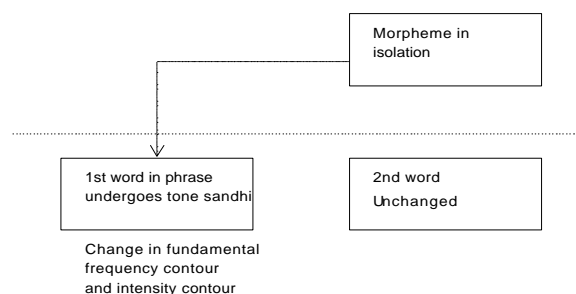 Morpheme in
isolation
1st word in phrase
undergoes tone sandhi
2nd word
Unchanged
Change in fundamental
frequency contour
and intensity contour